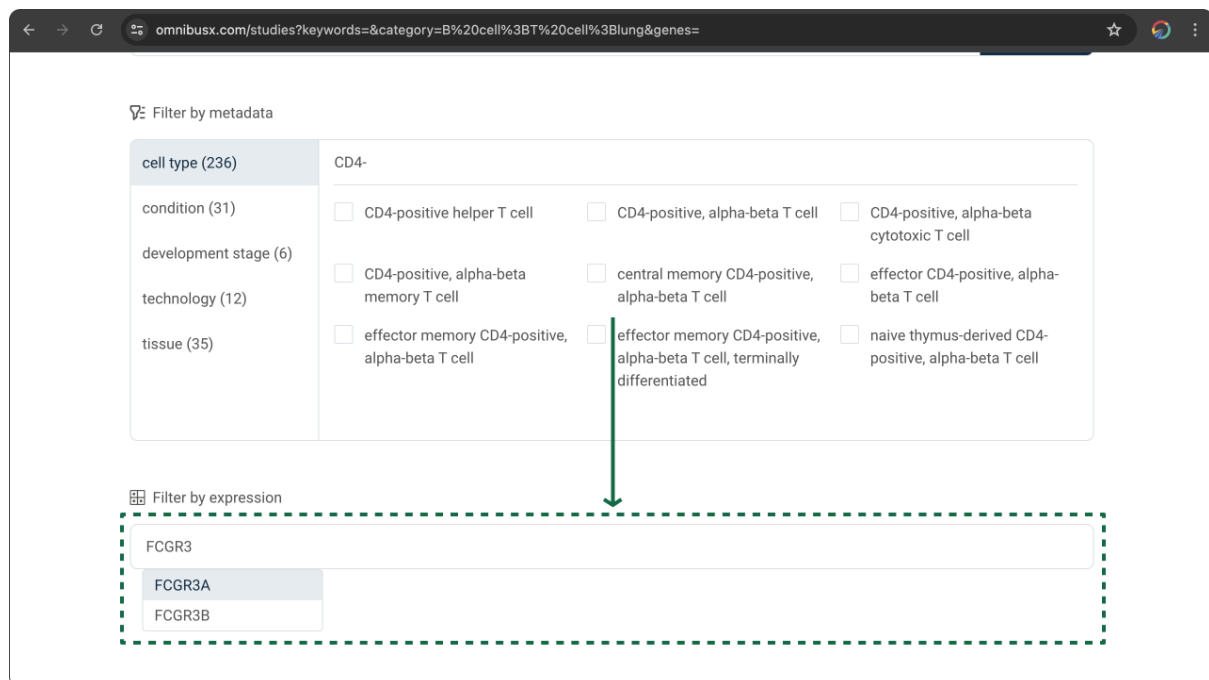 omnibusx.com/studies?keywords=&category=B%20cell%3BT%20cell%3Blung&genes=
Filter by metadata
cell type (236)
condition (31)
development stage (6)
technology (12)
tissue (35)
CD4-
CD4-positive helper T cell
CD4-positive, alpha-beta T cell
CD4-positive, alpha-beta
cytotoxic T cell
CD4-positive, alpha-beta
memory T cell
central memory CD4-positive,
alpha-beta T cell
effector CD4-positive, alpha-
beta T cell
effector memory CD4-positive,
alpha-beta T cell
effector memory CD4-positive,
alpha-beta T cell, terminally
differentiated
naive thymus-derived CD4-
positive, alpha-beta T cell
Filter by expression
FCGR3
FCGR3A
FCGR3B